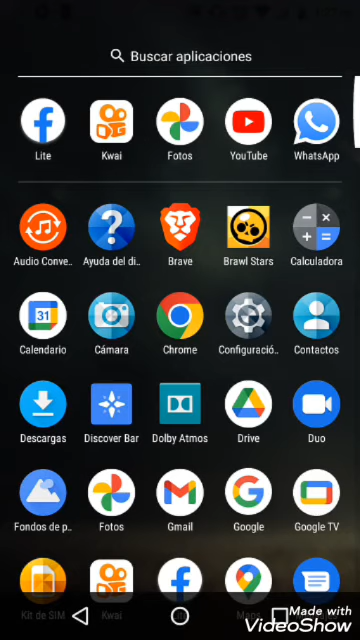 Buscar aplicaciones
Lite Kwai Fotos YouTube WhatsApp
Audio Conve.. Ayuda del di.. Brave Brawl Stars Calculadora
31
Calendario Cámara Chrome Configuració.. Contactos
Descargas Discover Bar Dolby Atmos Drive Duo
Fondos de p.. Fotos Gmail Google Google TV
Kit de SIM Kwai Maps
Made with
VideoShow